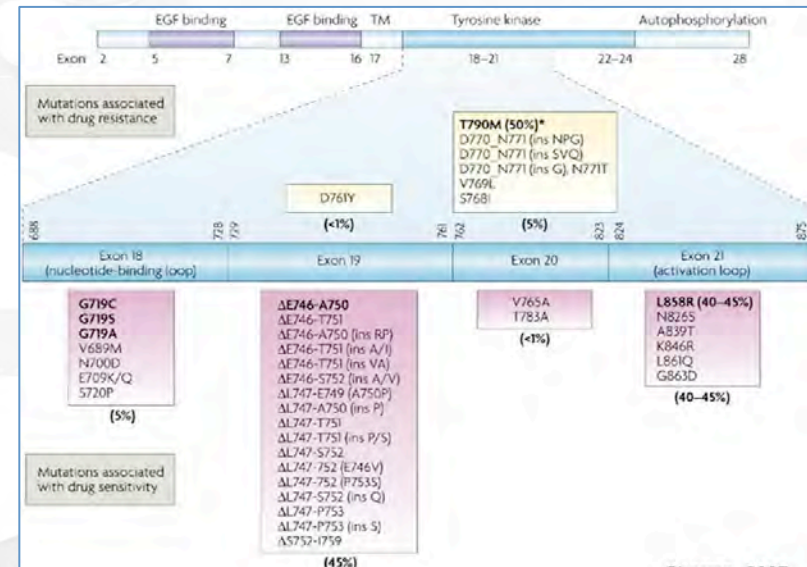 EGF binding EGF binding TM Tyrosine kinase Autophosphorylation
Exon 2 5 7 13 16 17 18–21 22–24 28
Mutations associated
with drug resistance
T790M (50%)*
D770_N771 (ins NPG)
D770_N771 (ins SVQ)
D770_N771 (ins G), N771T
V769L
S768I
(5%)
D761Y
(<1%)
688 728 729 761 762 823 824 875
Exon 18
(nucleotide-binding loop)
Exon 19
Exon 20
Exon 21
(activation loop)
G719C
G719S
G719A
V689M
N700D
E709K/Q
S720P
(5%)
ΔE746-A750
ΔE746-T751
ΔE746-A750 (ins RP)
ΔE746-T751 (ins A/I)
ΔE746-T751 (ins VA)
ΔE746-S752 (ins A/V)
ΔL747-E749 (A750P)
ΔL747-A750 (ins P)
ΔL747-T751
ΔL747-T751 (ins P/S)
ΔL747-S752
ΔL747-752 (E746V)
ΔL747-752 (P753S)
ΔL747-S752 (ins Q)
ΔL747-P753
ΔL747-P753 (ins S)
ΔS752-I759
(45%)
V765A
T783A
(<1%)
L858R (40–45%)
N826S
A839T
K846R
L861Q
G863D
(40–45%)
Mutations associated
with drug sensitivity